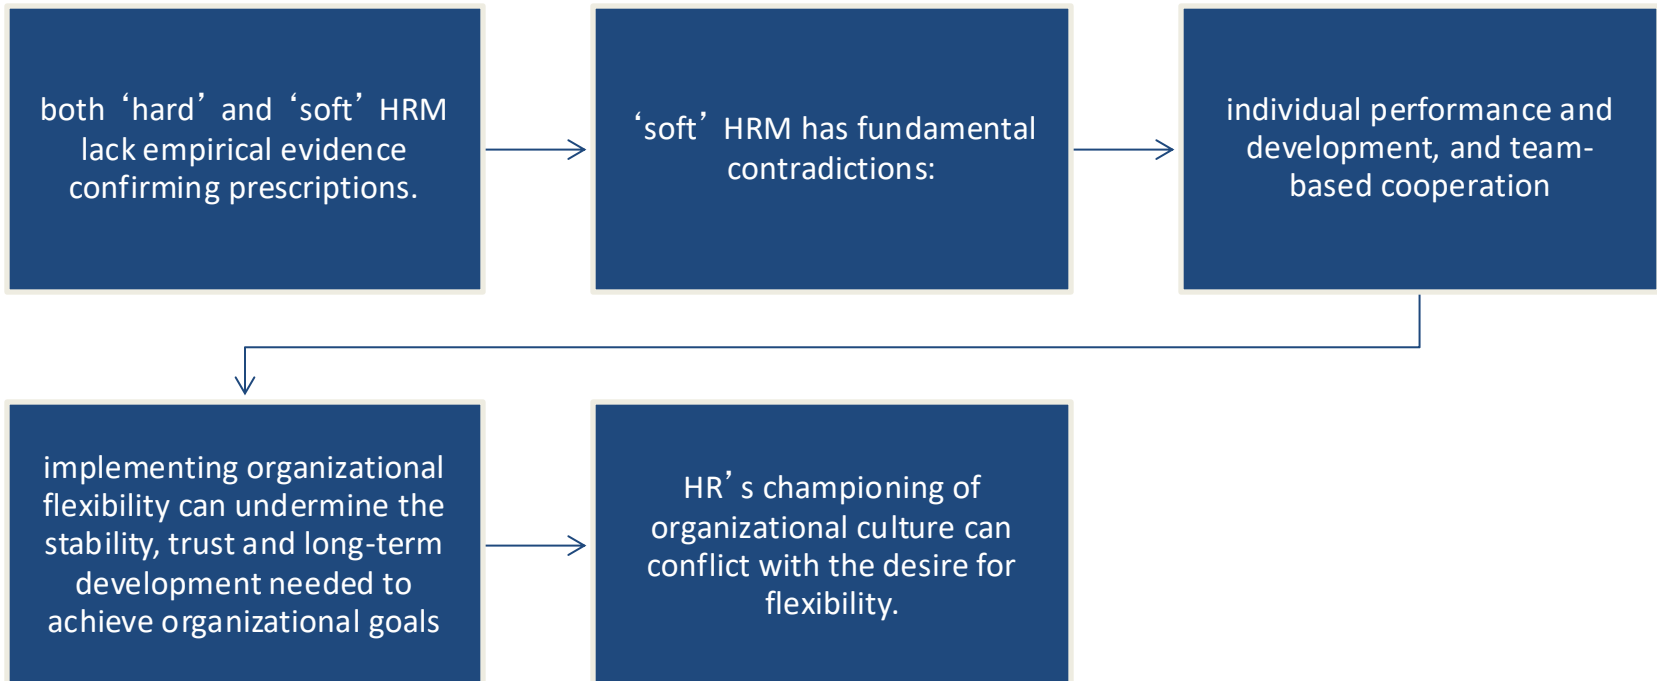 both ‘hard’ and ‘soft’ HRM
lack empirical evidence
confirming prescriptions.
‘soft’ HRM has fundamental
contradictions:
individual performance and
development, and team-
based cooperation
implementing organizational
flexibility can undermine the
stability, trust and long-term
development needed to
achieve organizational goals
HR’s championing of
organizational culture can
conflict with the desire for
flexibility.